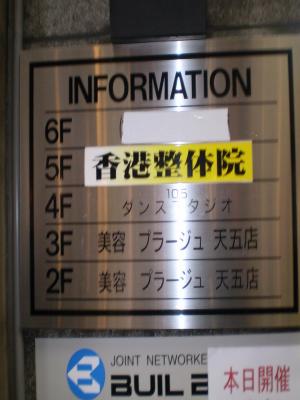 INFORMATION
6F
5F 香港整体院
105
4F ダンススタジオ
3F 美容 プラージュ 天五店
2F 美容 プラージュ 天五店
JOINT NETWORKE
BUIL
本日開催